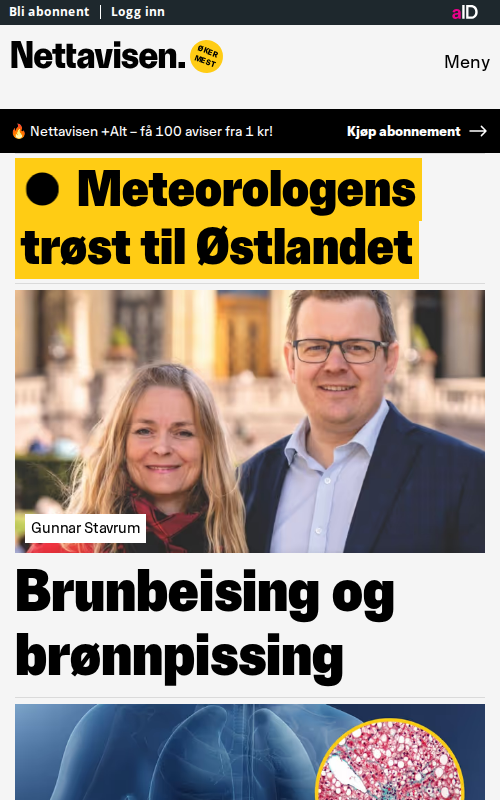 Bli abonnent
Logg inn
aID
Nettavisen.
ØKER
MEST
Meny
🔥 Nettavisen +Alt – få 100 aviser fra 1 kr!
Kjøp abonnement →
● Meteorologens
trøst til Østlandet
Gunnar Stavrum
Brunbeising og
brønnpissing